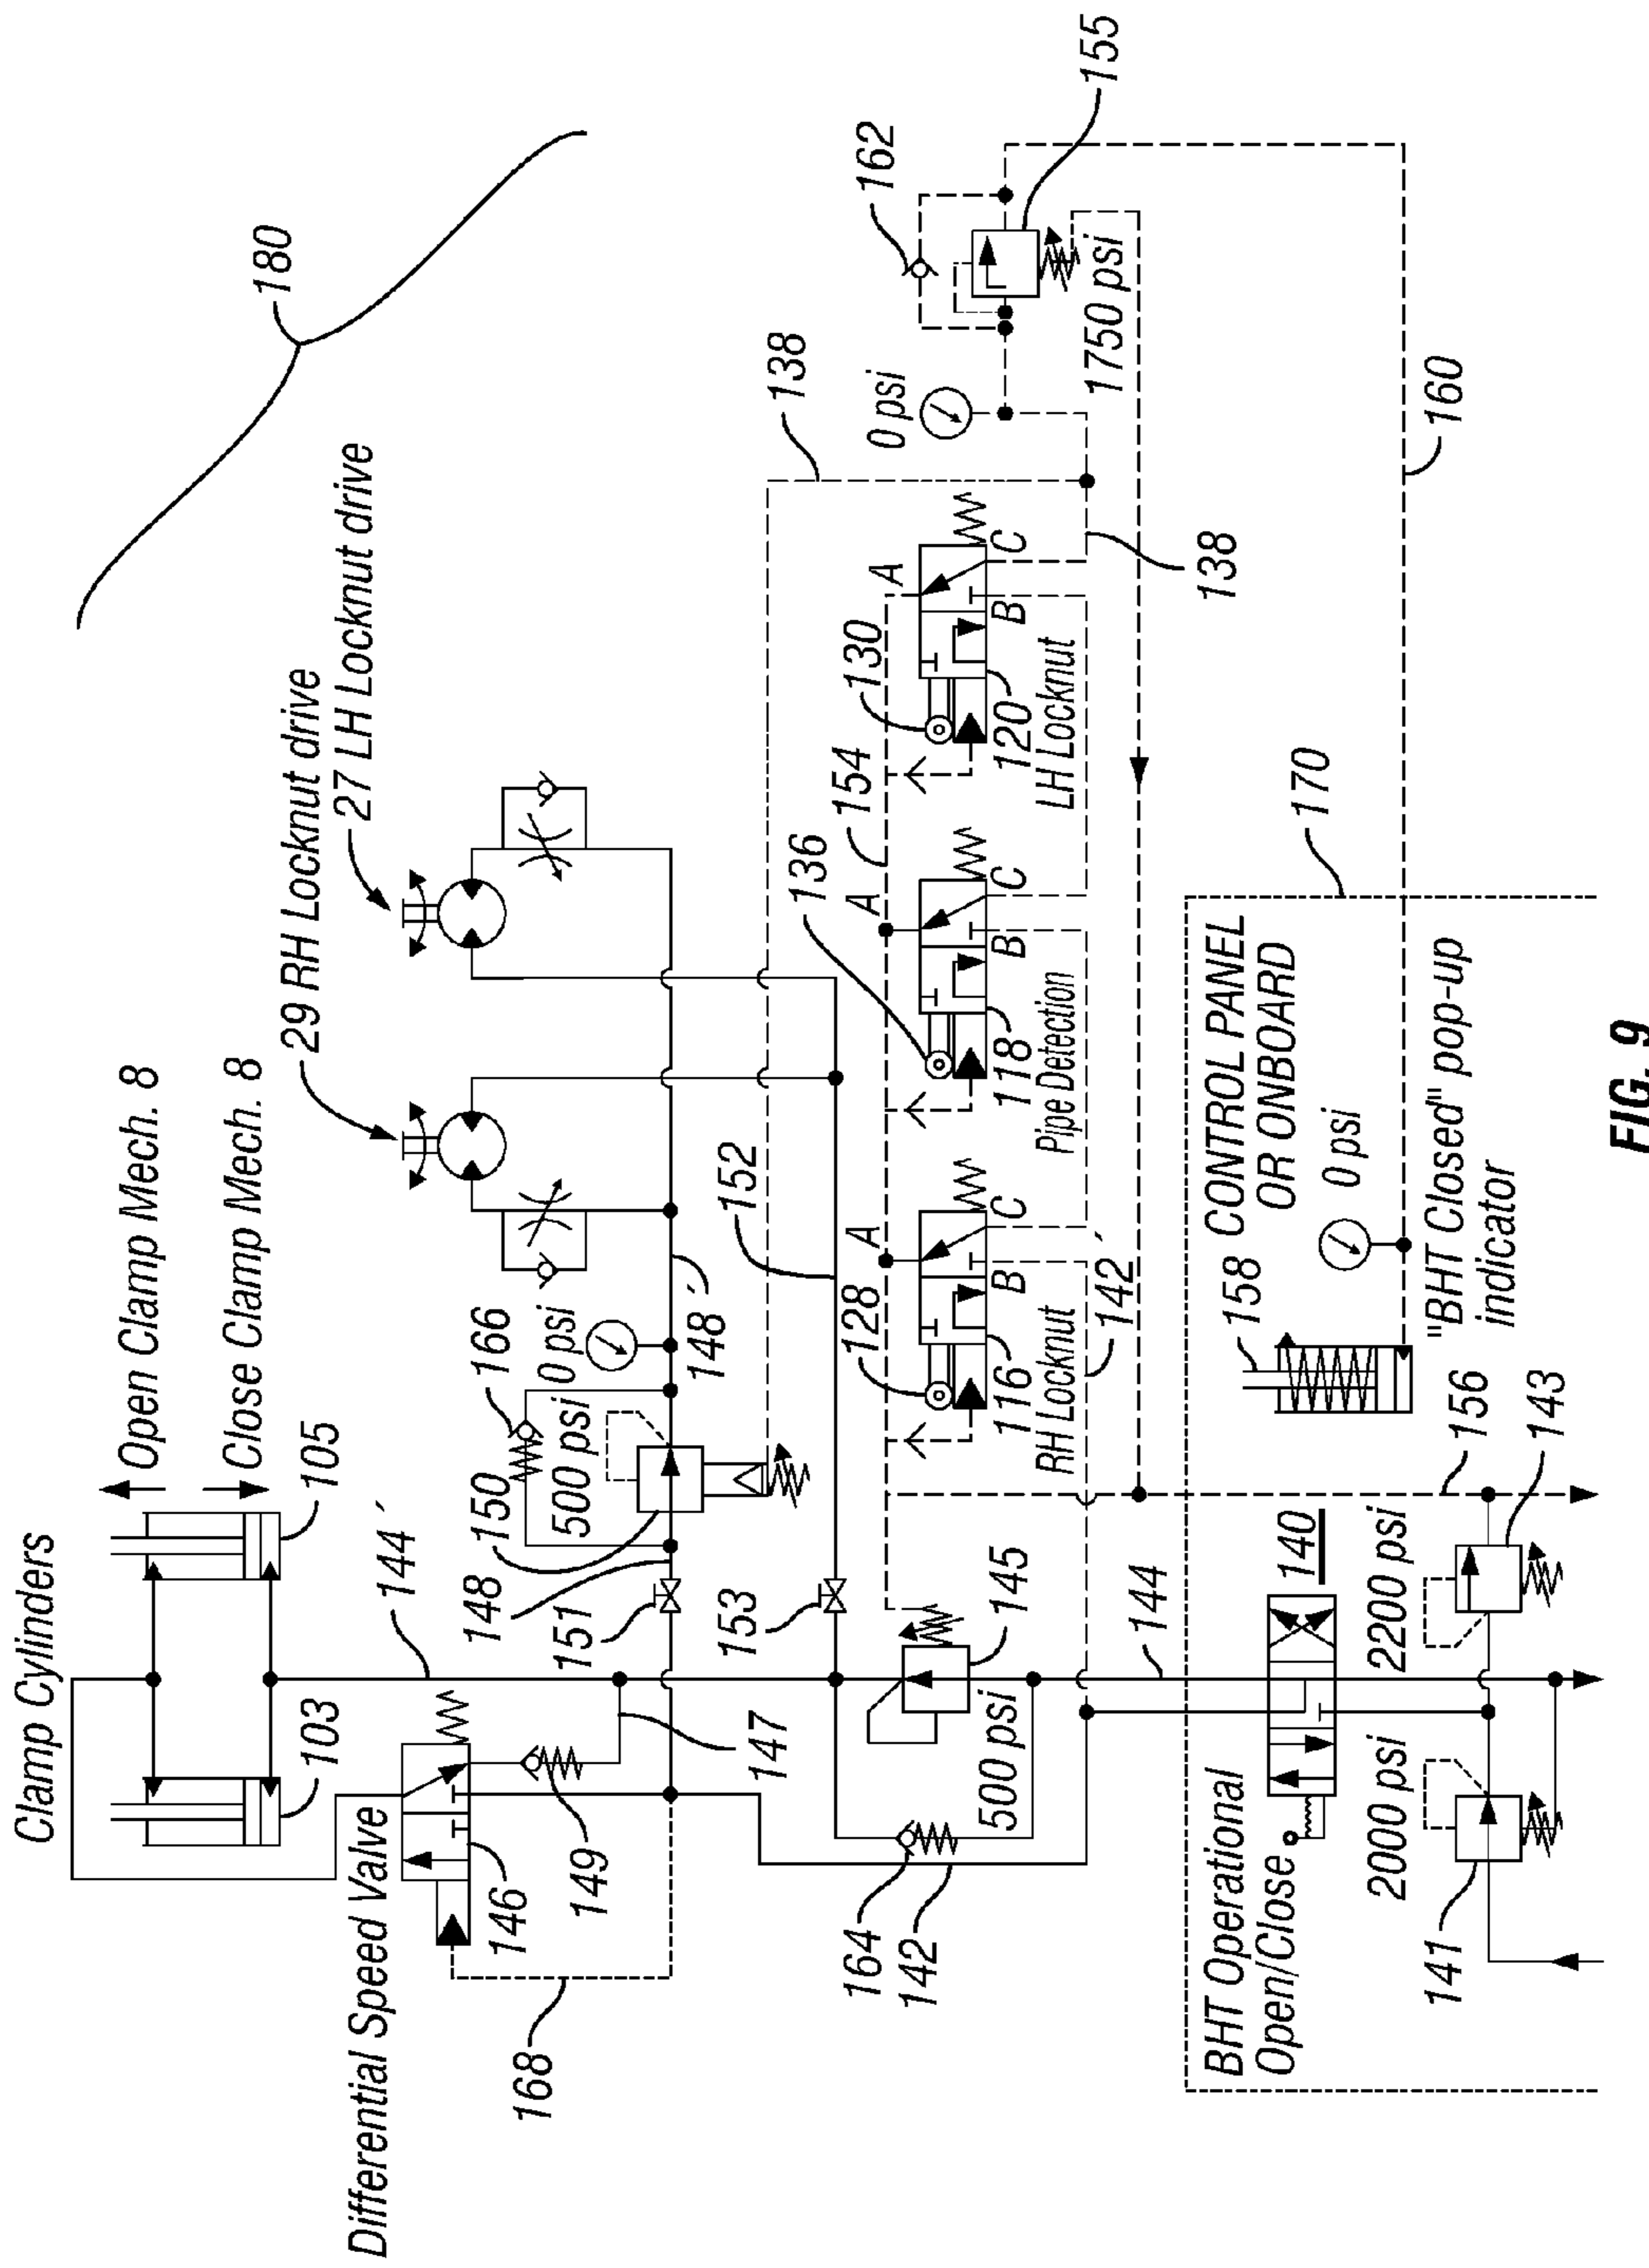 180
Clamp Cylinders
Open Clamp Mech. 8
Close Clamp Mech. 8
103
105
144´
29 RH Locknut drive
27 LH Locknut drive
Differential Speed Valve
146
149
147
168
151
148
150
500 psi
166
0 psi
148´
153
152
138
164
142
500 psi
145
144
128
A
B
C
116
RH Locknut
142´
136
A
B
C
118
Pipe Detection
154
130
A
B
C
120
LH Locknut
138
0 psi
162
155
1750 psi
160
170
CONTROL PANEL
OR ONBOARD
BHT Operational
Open/Close
140
141
2000 psi
2200 psi
143
156
158
0 psi
"BHT Closed" pop-up
indicator
FIG. 9